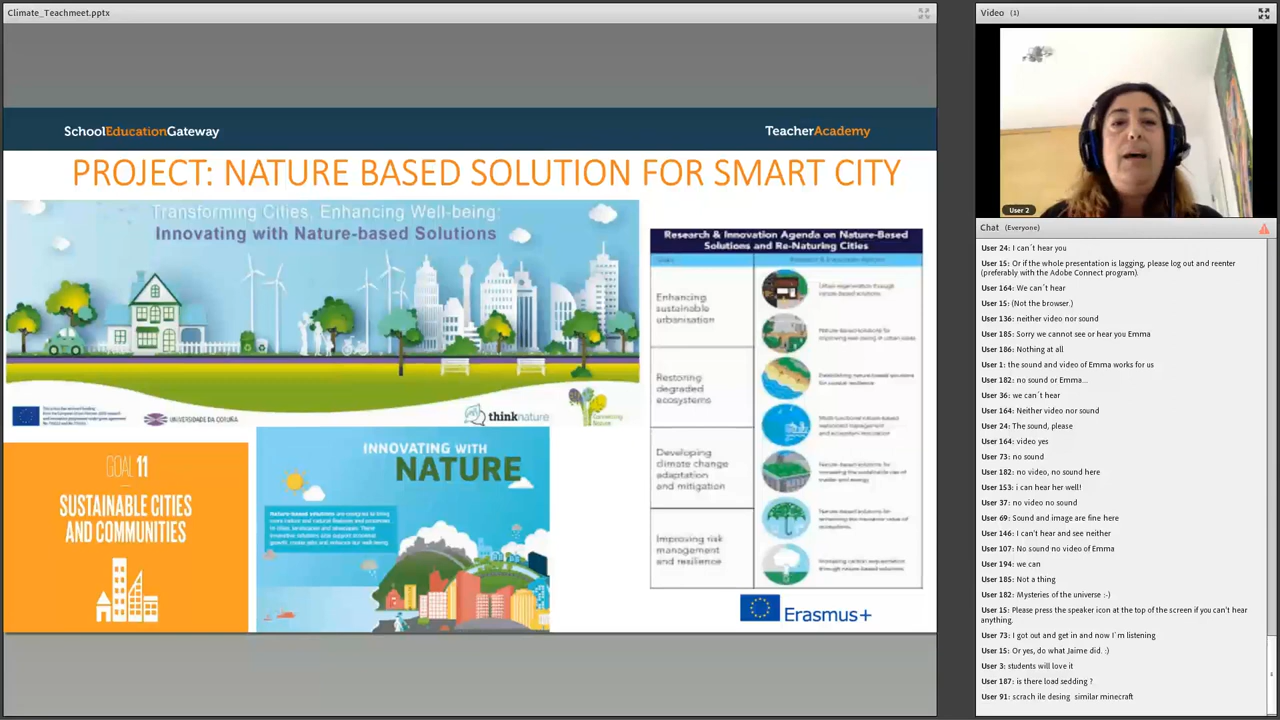 Climate_Teachmeet.pptx
SchoolEducationGateway
TeacherAcademy
PROJECT: NATURE BASED SOLUTION FOR SMART CITY
Transforming Cities, Enhancing Well-being:
Innovating with Nature-based Solutions
UNIVERSIDADE DA CORUÑA
thinknature
Connecting
Nature
GOAL 11
SUSTAINABLE CITIES
AND COMMUNITIES
INNOVATING WITH
NATURE
Research & Innovation Agenda on Nature-Based
Solutions and Re-Naturing Cities
Enhancing
sustainable
urbanisation
Restoring
degraded
ecosystems
Developing
climate change
adaptation
and mitigation
Improving risk
management
and resilience
Erasmus+
Video (1)
User 2
Chat (Everyone)
User 24: I can´t hear you
User 15: Or if the whole presentation is lagging, please log out and reenter
(preferably with the Adobe Connect program).
User 164: We can´t hear
User 15: (Not the browser.)
User 136: neither video nor sound
User 185: Sorry we cannot see or hear you Emma
User 186: Nothing at all
User 1: the sound and video of Emma works for us
User 182: no sound or Emma...
User 36: we can´t hear
User 164: Neither video nor sound
User 24: The sound, please
User 164: video yes
User 73: no sound
User 182: no video, no sound here
User 153: i can hear her well!
User 37: no video no sound
User 69: Sound and image are fine here
User 146: I can't hear and see neither
User 107: No sound no video of Emma
User 194: we can
User 185: Not a thing
User 182: Mysteries of the universe :-)
User 15: Please press the speaker icon at the top of the screen if you can't hear
anything.
User 73: I got out and get in and now I´m listening
User 15: Or yes, do what Jaime did. :)
User 3: students will love it
User 187: is there load sedding ?
User 91: scrach ile desing similar minecraft